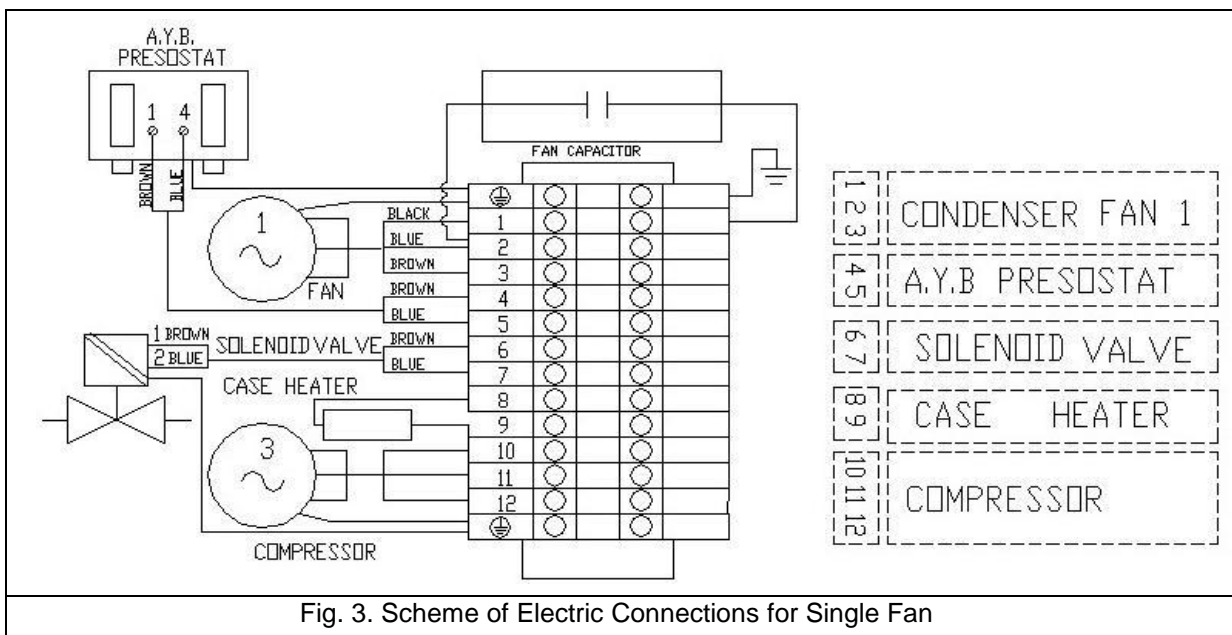 A.Y.B.
PRESOSTAT
1 4
BROWN
BLUE
FAN CAPACITOR
1
FAN
BLACK
BLUE
BROWN
BROWN
BLUE
BROWN
BLUE
1
2
3
4
5
6
7
8
9
10
11
12
1 BROWN
2 BLUE
SOLENOID VALVE
CASE HEATER
3
COMPRESSOR
1 2 3 CONDENSER FAN 1
4 5 A.Y.B PRESOSTAT
6 7 SOLENOID VALVE
8 9 CASE HEATER
10 11 12 COMPRESSOR
Fig. 3. Scheme of Electric Connections for Single Fan